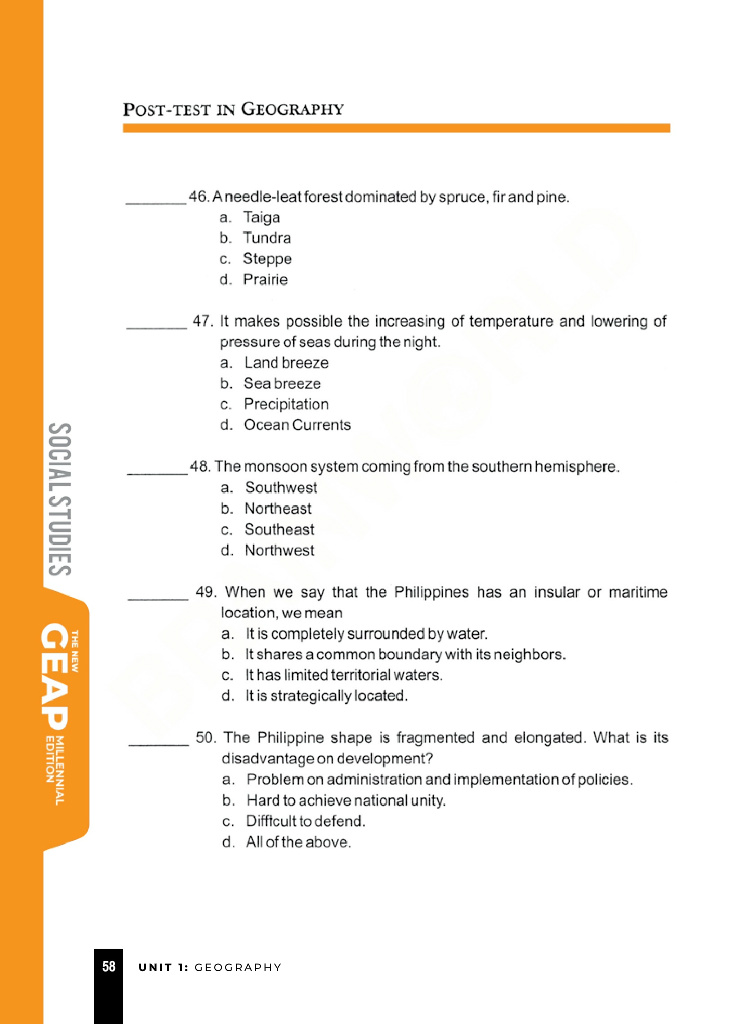 POST-TEST IN GEOGRAPHY
_______ 46. A needle-leat forest dominated by spruce, fir and pine.
a. Taiga
b. Tundra
c. Steppe
d. Prairie
_______ 47. It makes possible the increasing of temperature and lowering of
pressure of seas during the night.
a. Land breeze
b. Sea breeze
c. Precipitation
d. Ocean Currents
_______ 48. The monsoon system coming from the southern hemisphere.
a. Southwest
b. Northeast
c. Southeast
d. Northwest
_______ 49. When we say that the Philippines has an insular or maritime
location, we mean
a. It is completely surrounded by water.
b. It shares a common boundary with its neighbors.
c. It has limited territorial waters.
d. It is strategically located.
_______ 50. The Philippine shape is fragmented and elongated. What is its
disadvantage on development?
a. Problem on administration and implementation of policies.
b. Hard to achieve national unity.
c. Diffcult to defend.
d. All of the above.
SOCIAL STUDIES
THE NEW
GEAP
MILLENNIAL
EDITION
58 UNIT 1: GEOGRAPHY